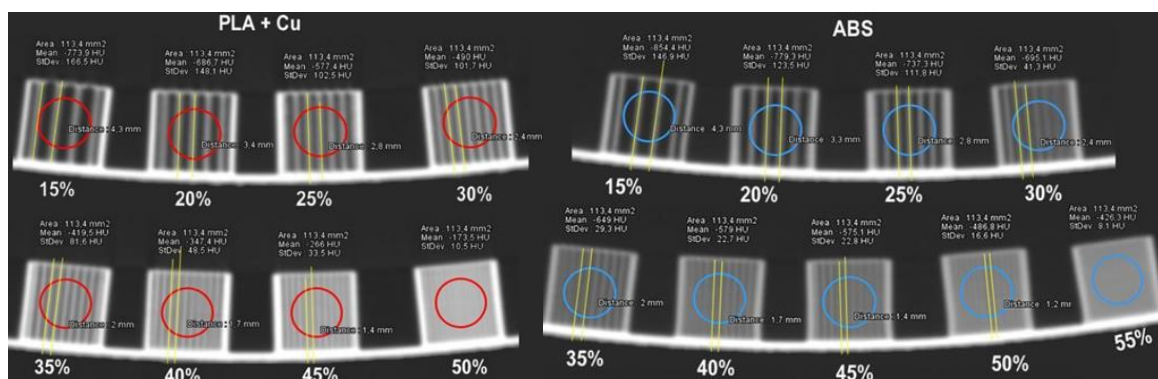 PLA + Cu
Area : 113,4 mm2
Mean -773,9 HU
StDev : 166,5 HU
Area : 113,4 mm2
Mean : -686,7 HU
StDev : 148,1 HU
Area : 113,4 mm2
Mean : -577,4 HU
StDev : 102,5 HU
Area : 113,4 mm2
Mean : -490 HU
StDev : 101,7 HU
Distance : 4,3 mm
Distance : 3,4 mm
Distance : 2,8 mm
Distance : 2,4 mm
15%
20%
25%
30%
Area : 113,4 mm2
Mean : -419,5 HU
StDev : 81,6 HU
Area : 113,4 mm2
Mean : -347,4 HU
StDev : 48,5 HU
Area : 113,4 mm2
Mean : -266 HU
StDev : 33,5 HU
Area : 113,4 mm2
Mean : -173,5 HU
StDev : 10,5 HU
Distance : 2 mm
Distance : 1,7 mm
Distance : 1,4 mm
35%
40%
45%
50%
ABS
Area : 113,4 mm2
Mean : -854,4 HU
StDev : 146,9 HU
Area : 113,4 mm2
Mean : -779,3 HU
StDev : 123,5 HU
Area : 113,4 mm2
Mean : -737,3 HU
StDev : 111,8 HU
Area : 113,4 mm2
Mean : -695,1 HU
StDev : 41,3 HU
Distance : 4,3 mm
Distance : 3,3 mm
Distance : 2,8 mm
Distance : 2,4 mm
15%
20%
25%
30%
Area : 113,4 mm2
Mean : -649 HU
StDev : 29,3 HU
Area : 113,4 mm2
Mean : -579 HU
StDev : 22,7 HU
Area : 113,4 mm2
Mean : -575,1 HU
StDev : 22,8 HU
Area : 113,4 mm2
Mean : -486,8 HU
StDev : 16,6 HU
Area : 113,4 mm2
Mean : -426,3 HU
StDev : 8,1 HU
Distance : 2 mm
Distance : 1,7 mm
Distance : 1,4 mm
Distance : 1,2 m
35%
40%
45%
50%
55%